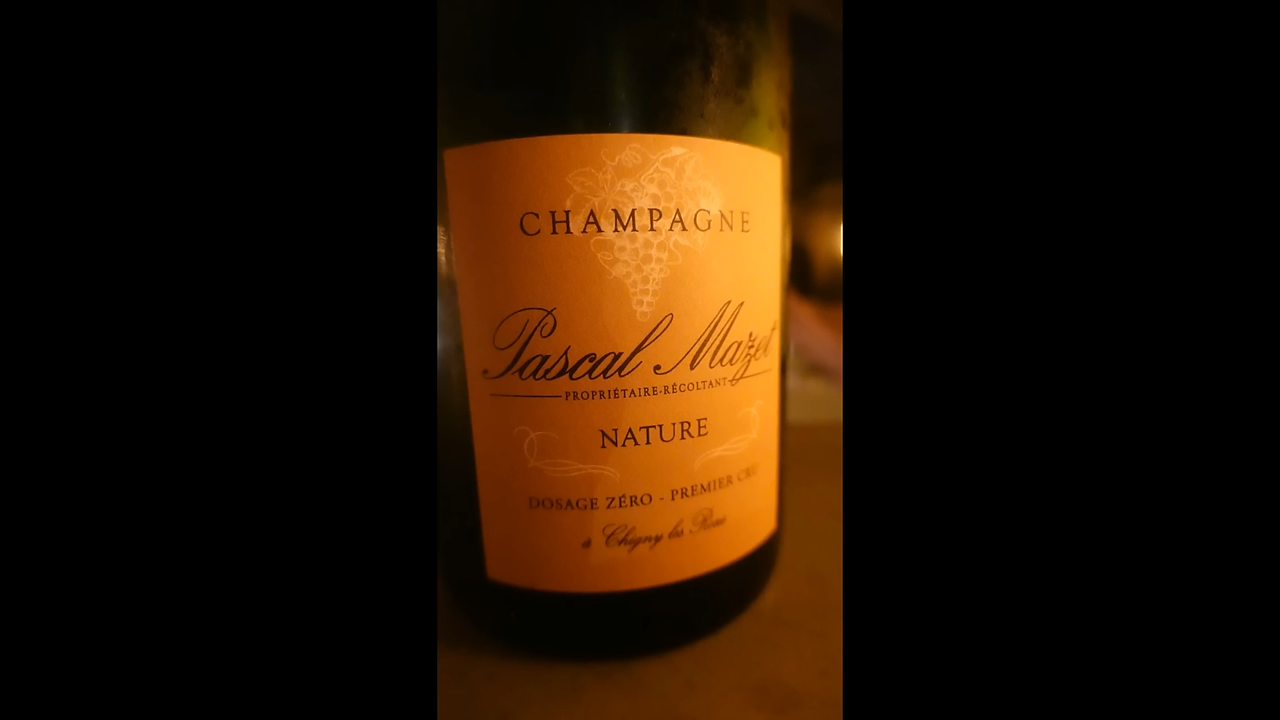 CHAMPAGNE
Pascal Mazet
PROPRIÉTAIRE-RÉCOLTANT
NATURE
DOSAGE ZÉRO - PREMIER CRU
à Chigny les Roses